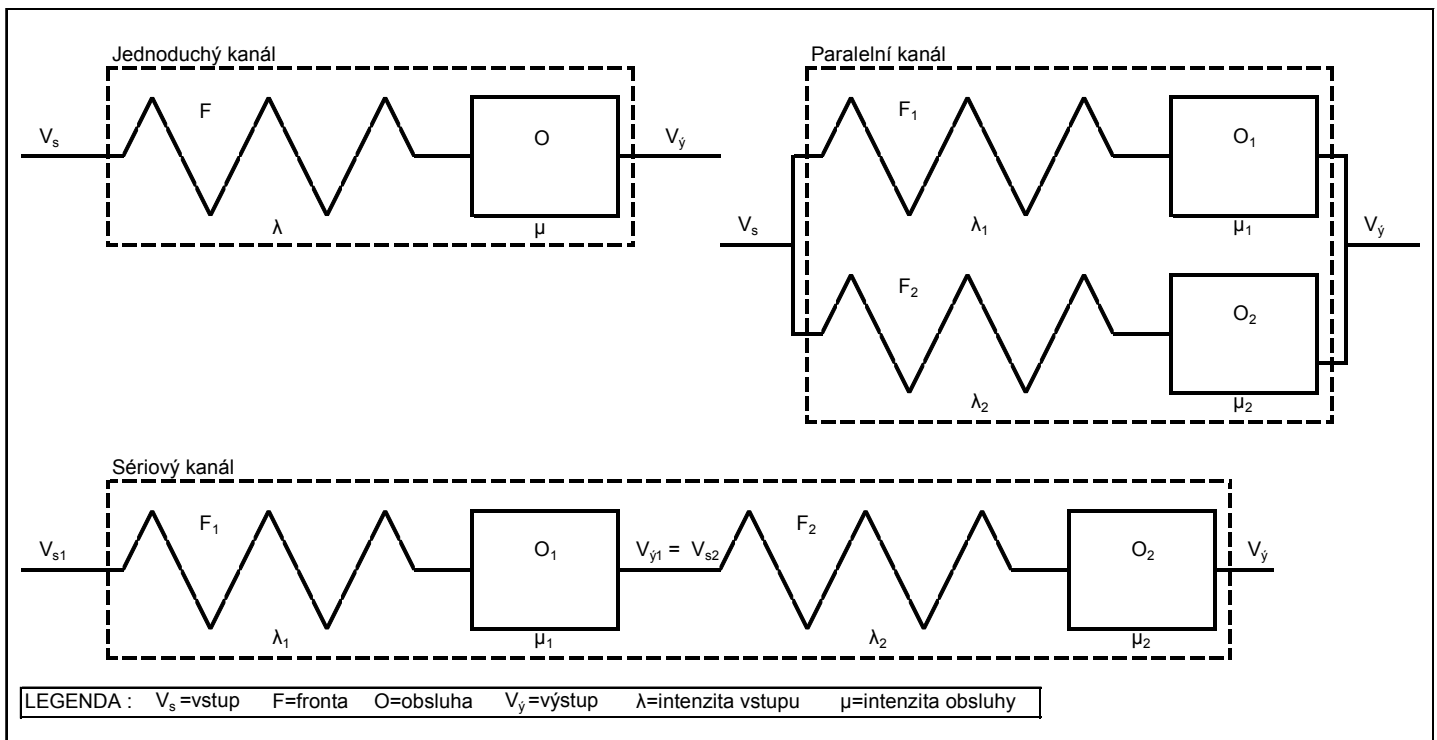 Jednoduchý kanál
F
O
Vs
Vý
λ
μ
Paralelní kanál
F1
O1
λ1
μ1
Vs
Vý
F2
O2
λ2
μ2
Sériový kanál
F1
O1
F2
O2
Vs1
Vý1 = Vs2
Vý
λ1
μ1
λ2
μ2
LEGENDA : Vs=vstup F=fronta O=obsluha Vý=výstup λ=intenzita vstupu μ=intenzita obsluhy